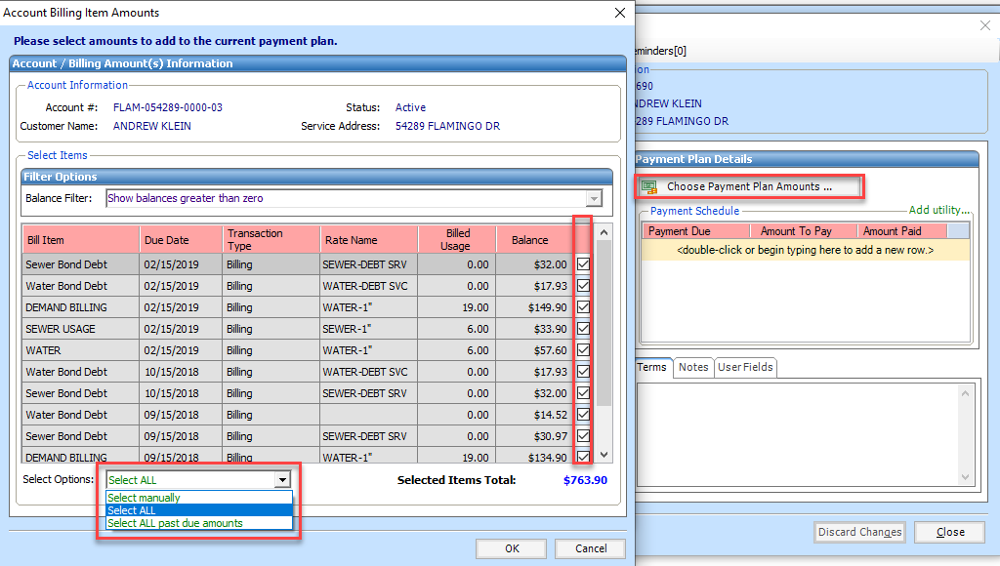 Account Billing Item Amounts
Please select amounts to add to the current payment plan.
Account / Billing Amount(s) Information
Account Information
Account #: FLAM-054289-0000-03 Status: Active
Customer Name: ANDREW KLEIN Service Address: 54289 FLAMINGO DR
Select Items
Filter Options
Balance Filter: Show balances greater than zero
Bill Item Due Date Transaction Type Rate Name Billed Usage Balance
Sewer Bond Debt 02/15/2019 Billing SEWER-DEBT SRV 0.00 $32.00
Water Bond Debt 02/15/2019 Billing WATER-DEBT SVC 0.00 $17.93
DEMAND BILLING 02/15/2019 Billing WATER-1" 19.00 $149.90
SEWER USAGE 02/15/2019 Billing SEWER-1" 6.00 $33.90
WATER 02/15/2019 Billing WATER-1" 6.00 $57.60
Water Bond Debt 10/15/2018 Billing WATER-DEBT SVC 0.00 $17.93
Sewer Bond Debt 10/15/2018 Billing SEWER-DEBT SRV 0.00 $32.00
Water Bond Debt 09/15/2018 Billing 0.00 $14.52
Sewer Bond Debt 09/15/2018 Billing SEWER-DEBT SRV 0.00 $30.97
DEMAND BILLING 09/15/2018 Billing WATER-1" 19.00 $134.90
Select Options: Select ALL Selected Items Total: $763.90
Select manually
Select ALL
Select ALL past due amounts
OK Cancel
eminders[0]
on
690
NDREW KLEIN
289 FLAMINGO DR
Payment Plan Details
Choose Payment Plan Amounts ...
Payment Schedule Add utility...
Payment Due Amount To Pay Amount Paid
<double-click or begin typing here to add a new row.>
Terms Notes User Fields
Discard Changes Close